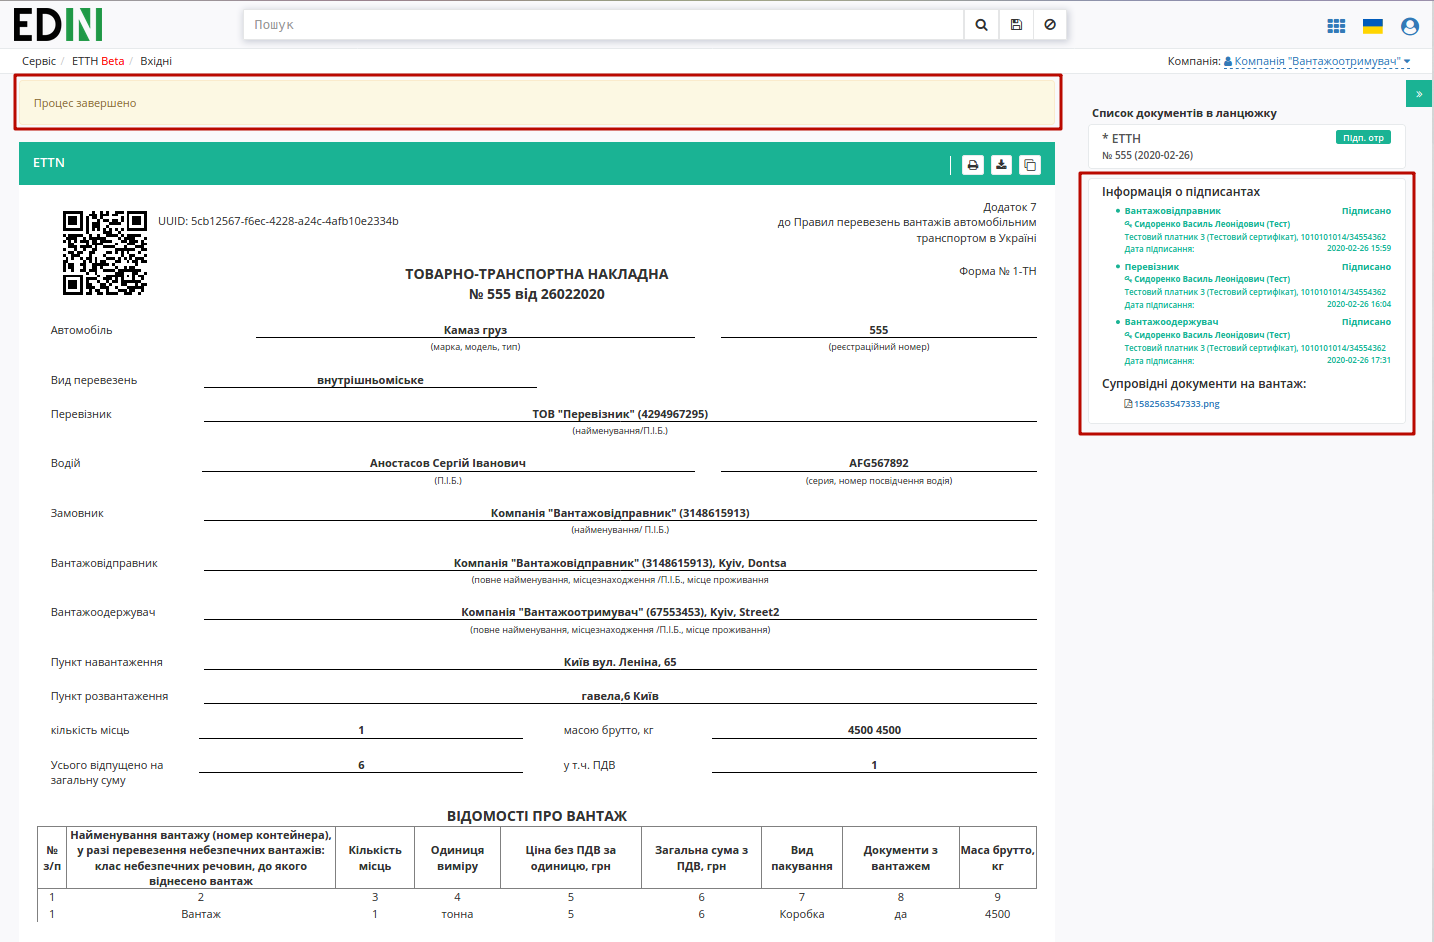 EDIN
Пошук
Сервіс / ЕТТН Beta / Вхідні
Компанія: Компанія "Вантажоотримувач"
Процес завершено
»
Список документів в ланцюжку
* ЕТТН
Підп. отр
№ 555 (2020-02-26)
Інформація о підписантах
Вантажовідправник Підписано
Сидоренко Василь Леонідович (Тест)
Тестовий платник 3 (Тестовий сертифікат), 1010101014/34554362
Дата підписання: 2020-02-26 15:59
Перевізник Підписано
Сидоренко Василь Леонідович (Тест)
Тестовий платник 3 (Тестовий сертифікат), 1010101014/34554362
Дата підписання: 2020-02-26 16:04
Вантажоодержувач Підписано
Сидоренко Василь Леонідович (Тест)
Тестовий платник 3 (Тестовий сертифікат), 1010101014/34554362
Дата підписання: 2020-02-26 17:31
Супровідні документи на вантаж:
1582563547333.png
ETTN
UUID: 5cb12567-f6ec-4228-a24c-4afb10e2334b
Додаток 7
до Правил перевезень вантажів автомобільним
транспортом в Україні
Форма № 1-ТН
ТОВАРНО-ТРАНСПОРТНА НАКЛАДНА
№ 555 від 26022020
Автомобіль Камаз груз 555
(марка, модель, тип) (реєстраційний номер)
Вид перевезень внутрішньоміське
Перевізник ТОВ "Перевізник" (4294967295)
(найменування/П.І.Б.)
Водій Аностасов Сергій Іванович AFG567892
(П.І.Б.) (серия, номер посвідчення водія)
Замовник Компанія "Вантажовідправник" (3148615913)
(найменування/ П.І.Б.)
Вантажовідправник Компанія "Вантажовідправник" (3148615913), Kyiv, Dontsa
(повне найменування, місцезнаходження /П.І.Б., місце проживання
Вантажоодержувач Компанія "Вантажоотримувач" (67553453), Kyiv, Street2
(повне найменування, місцезнаходження /П.І.Б., місце проживання)
Пункт навантаження Київ вул. Леніна, 65
Пункт розвантаження гавела,6 Київ
кількість місць 1 масою брутто, кг 4500 4500
Усього відпущено на 6 у т.ч. ПДВ 1
загальну суму
ВІДОМОСТІ ПРО ВАНТАЖ
№ з/п Найменування вантажу (номер контейнера), у разі перевезення небезпечних вантажів: клас небезпечних речовин, до якого віднесено вантаж Кількість місць Одиниця виміру Ціна без ПДВ за одиницю, грн Загальна сума з ПДВ, грн Вид пакування Документи з вантажем Маса брутто, кг
1 2 3 4 5 6 7 8 9
1 Вантаж 1 тонна 5 6 Коробка да 4500